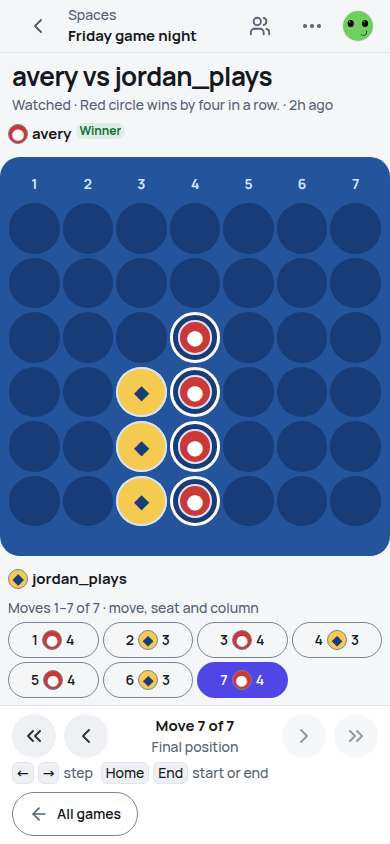 Spaces
Friday game night
avery vs jordan_plays
Watched · Red circle wins by four in a row. · 2h ago
avery Winner
1 2 3 4 5 6 7
jordan_plays
Moves 1–7 of 7 · move, seat and column
1 4 2 3 3 4 4 3
5 4 6 3 7 4
Move 7 of 7
Final position
← → step Home End start or end
All games